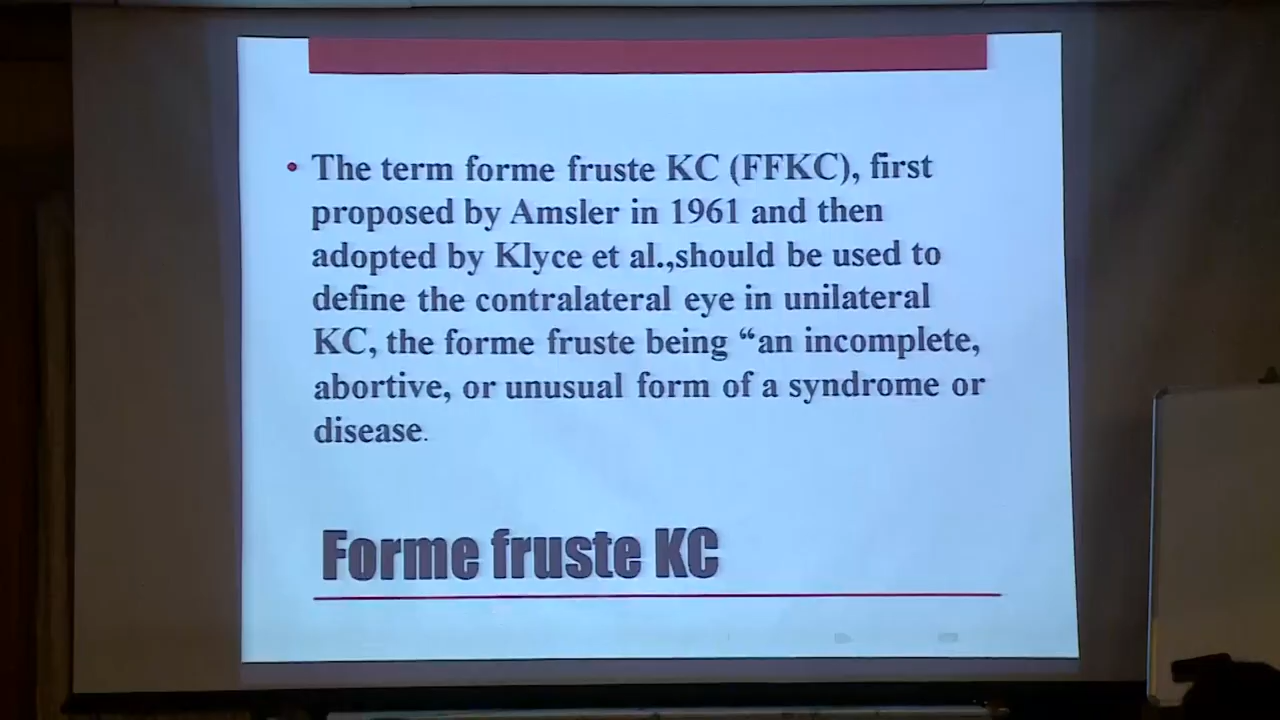 • The term forme fruste KC (FFKC), first
proposed by Amsler in 1961 and then
adopted by Klyce et al.,should be used to
define the contralateral eye in unilateral
KC, the forme fruste being “an incomplete,
abortive, or unusual form of a syndrome or
disease.
Forme fruste KC